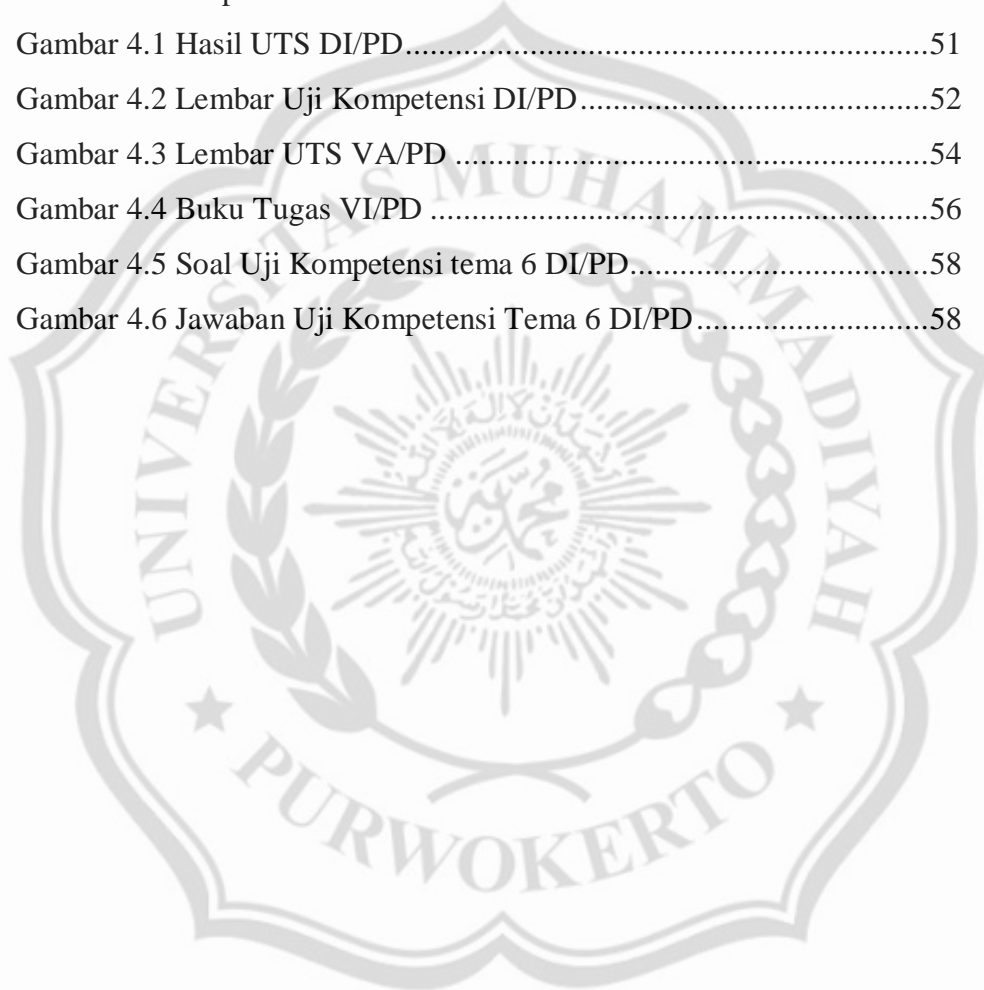 Gambar 4.1 Hasil UTS DI/PD..............................................................51
Gambar 4.2 Lembar Uji Kompetensi DI/PD.........................................52
Gambar 4.3 Lembar UTS VA/PD .........................................................54
Gambar 4.4 Buku Tugas VI/PD ............................................................56
Gambar 4.5 Soal Uji Kompetensi tema 6 DI/PD...................................58
Gambar 4.6 Jawaban Uji Kompetensi Tema 6 DI/PD...........................58
UNIVERSITAS MUHAMMADIYAH
PURWOKERTO